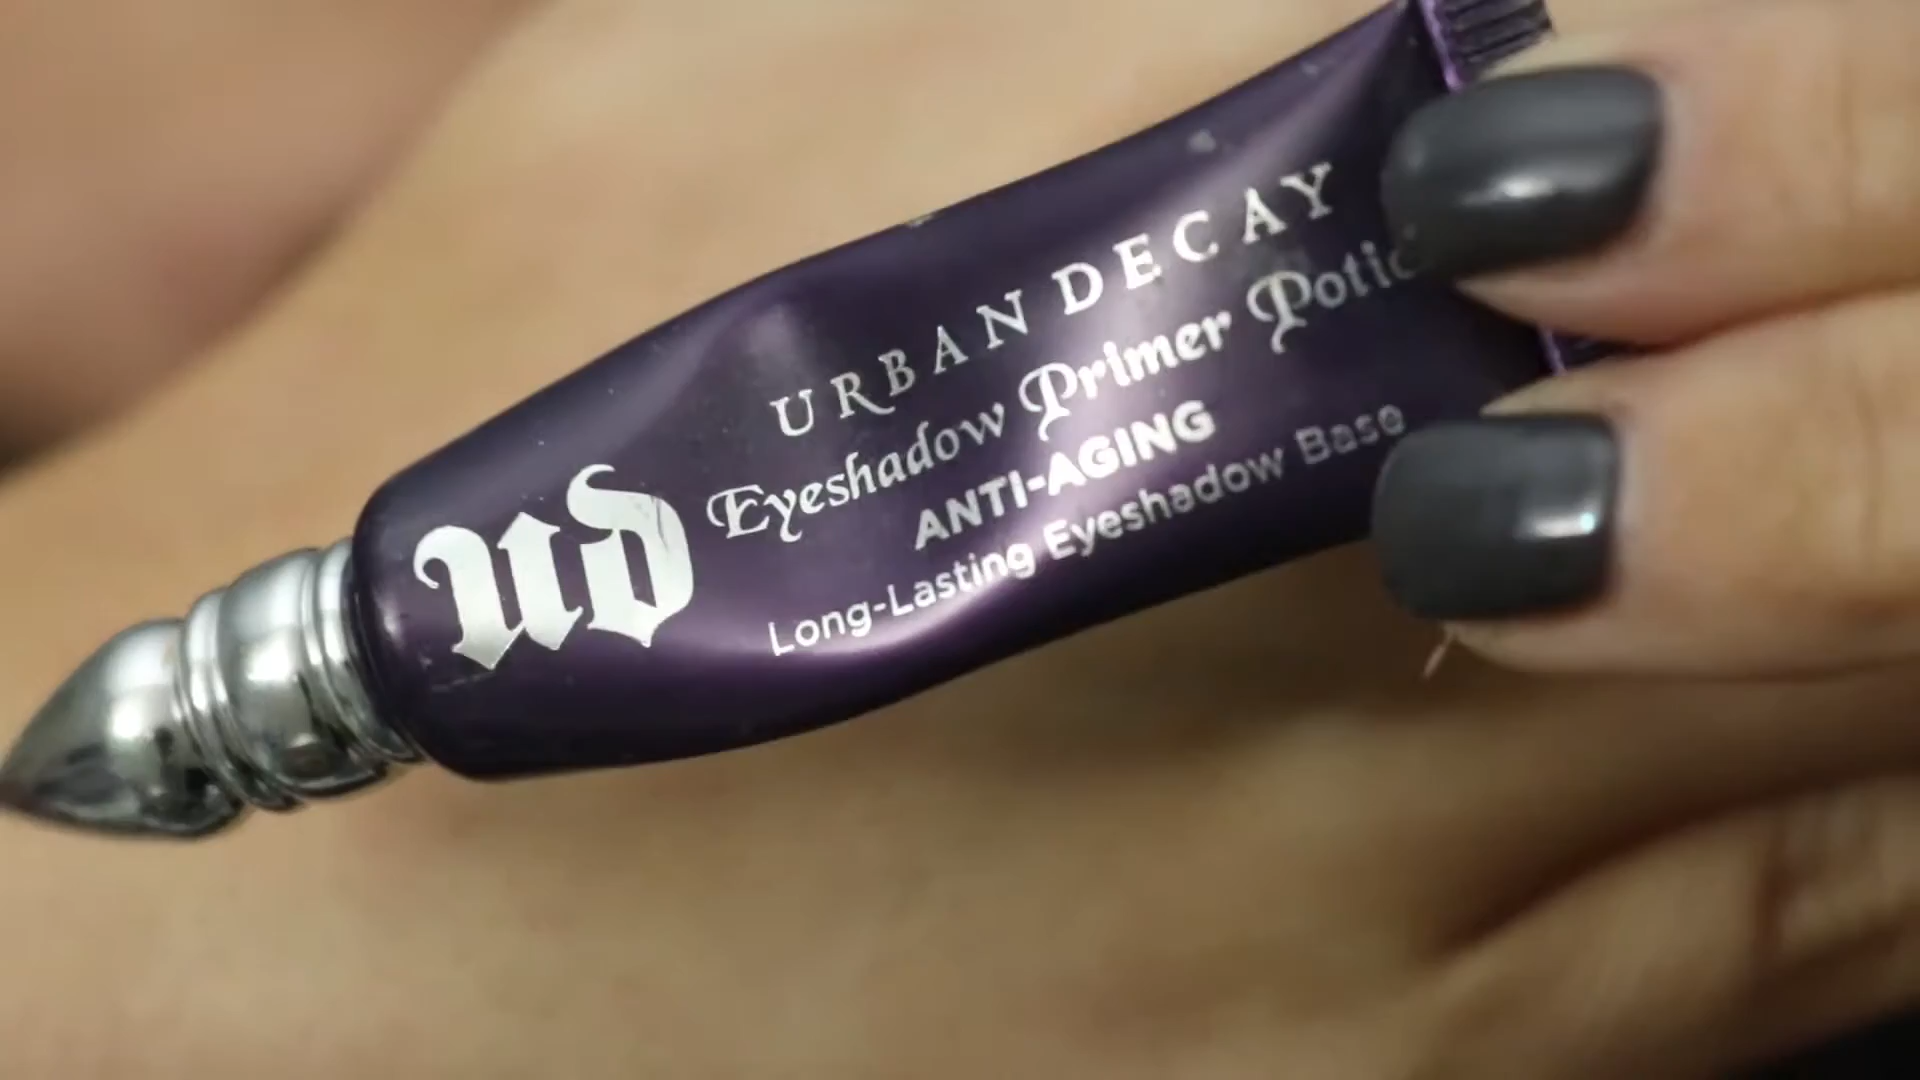 URBAN DECAY
Eyeshadow Primer Potio
ANTI-AGING
Long-Lasting Eyeshadow Base
UD